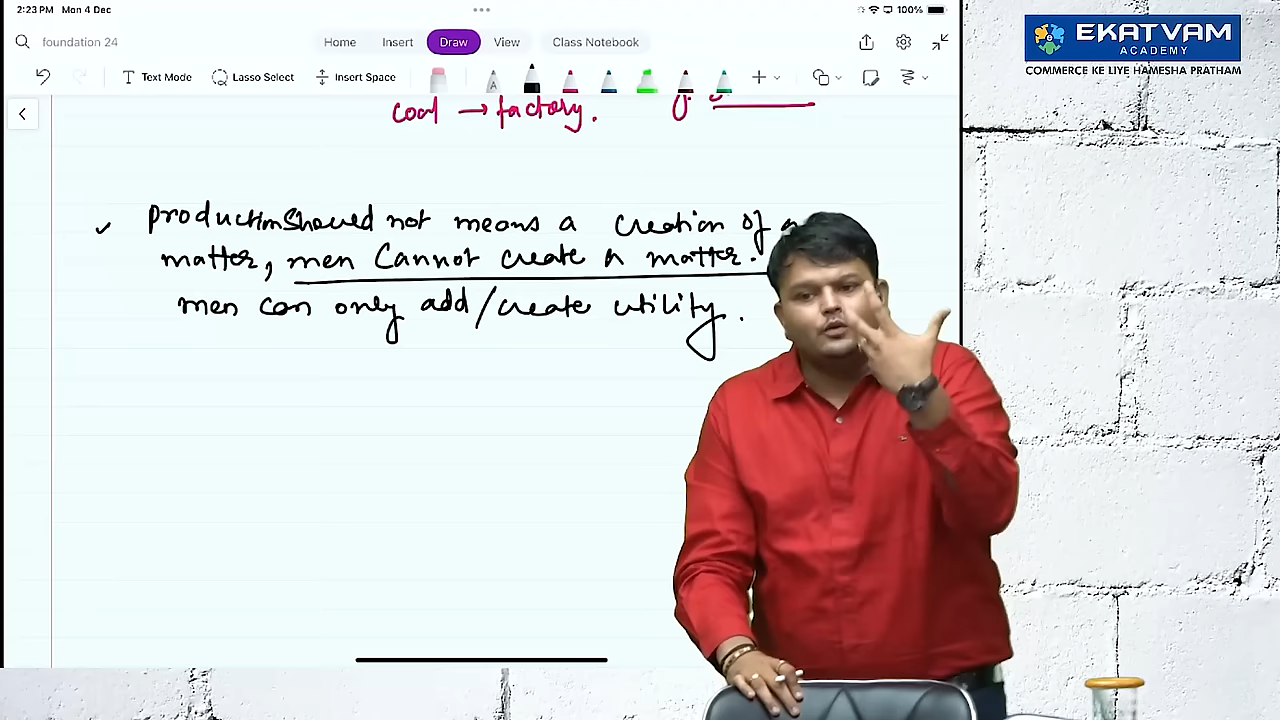 2:23 PM Mon 4 Dec
100%
foundation 24
Home Insert Draw View Class Notebook
Text Mode Lasso Select Insert Space
EKATVAM
ACADEMY
COMMERCE KE LIYE HAMESHA PRATHAM
coal → factory.
✓ production should not means a creation of a
matter, men cannot create a matter.
men can only add/create utility.